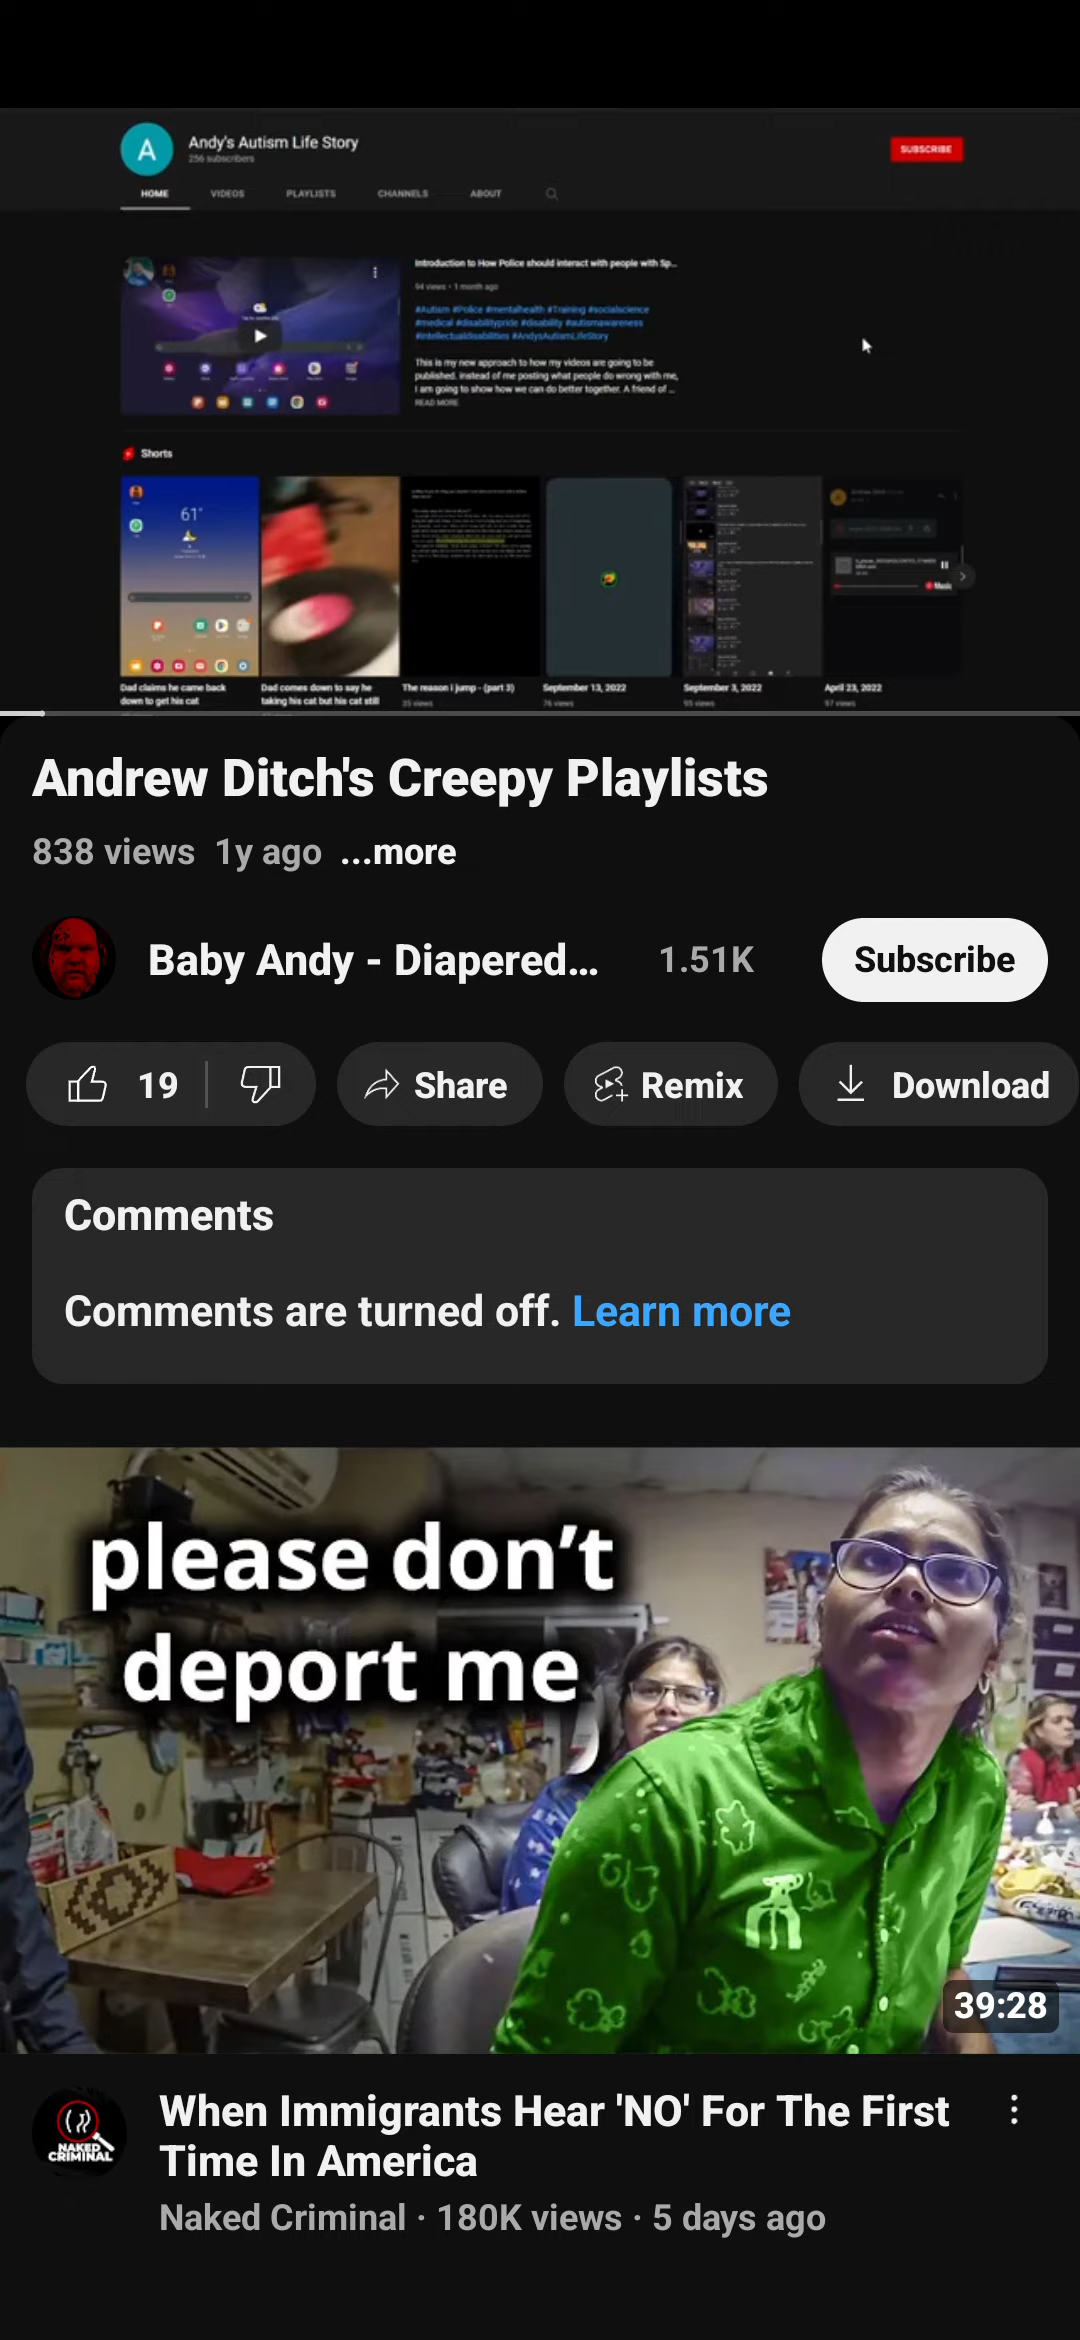 A
Andy's Autism Life Story
256 subscribers
SUBSCRIBE
HOME VIDEOS PLAYLISTS CHANNELS ABOUT
Introduction to How Police should interact with people with Sp...
94 views • 1 month ago
#Autism #Police #mentalhealth #Training #socialscience
#medical #disabilitypride #disability #autismawareness
#intellectualdisabilities #AndysAutismLifeStory
This is my new approach to how my videos are going to be
published. instead of me posting what people do wrong with me,
I am going to show how we can do better together. A friend of ...
READ MORE
Shorts
61°
Music
Dad claims he came back
down to get his cat
Dad comes down to say he
taking his cat but his cat still
The reason i jump - (part 3)
35 views
September 13, 2022
76 views
September 3, 2022
95 views
April 23, 2022
97 views
Andrew Ditch's Creepy Playlists
838 views 1y ago ...more
Baby Andy - Diapered... 1.51K Subscribe
19 Share Remix Download
Comments
Comments are turned off. Learn more
please don't
deport me
39:28
NAKED
CRIMINAL
When Immigrants Hear 'NO' For The First
Time In America
Naked Criminal · 180K views · 5 days ago